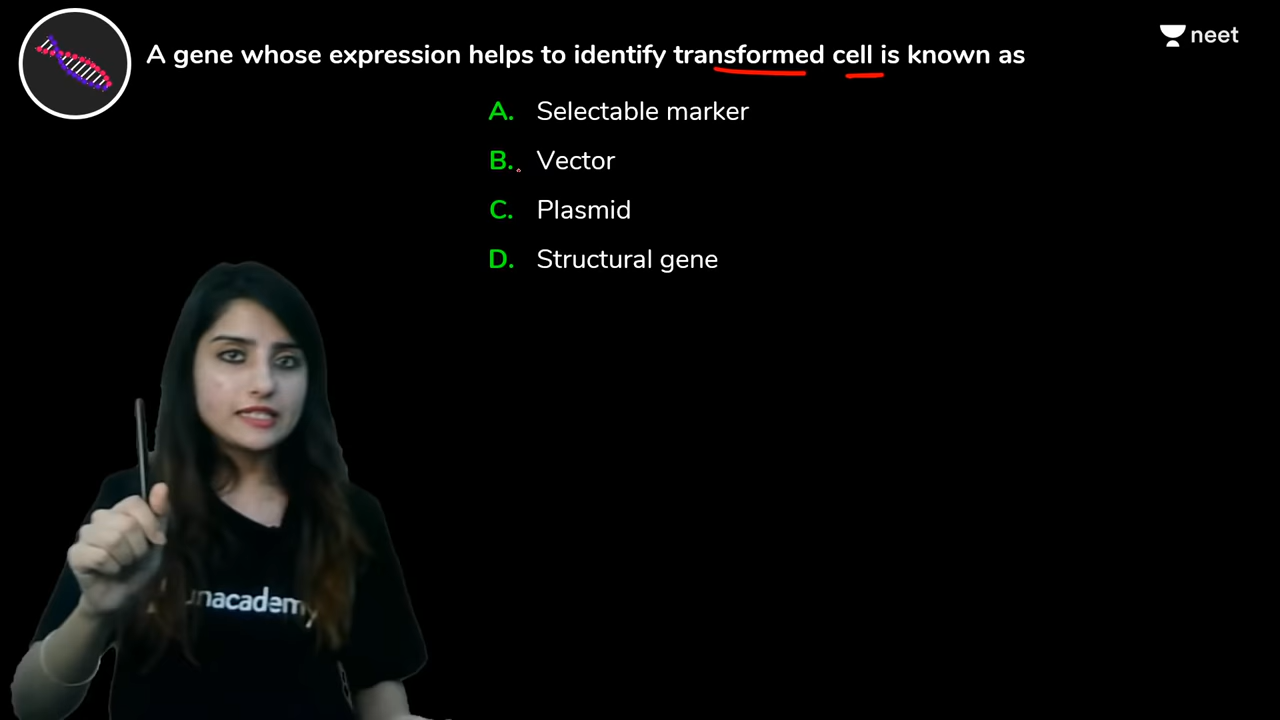 A gene whose expression helps to identify transformed cell is known as
neet
A. Selectable marker
B. Vector
C. Plasmid
D. Structural gene
unacademy